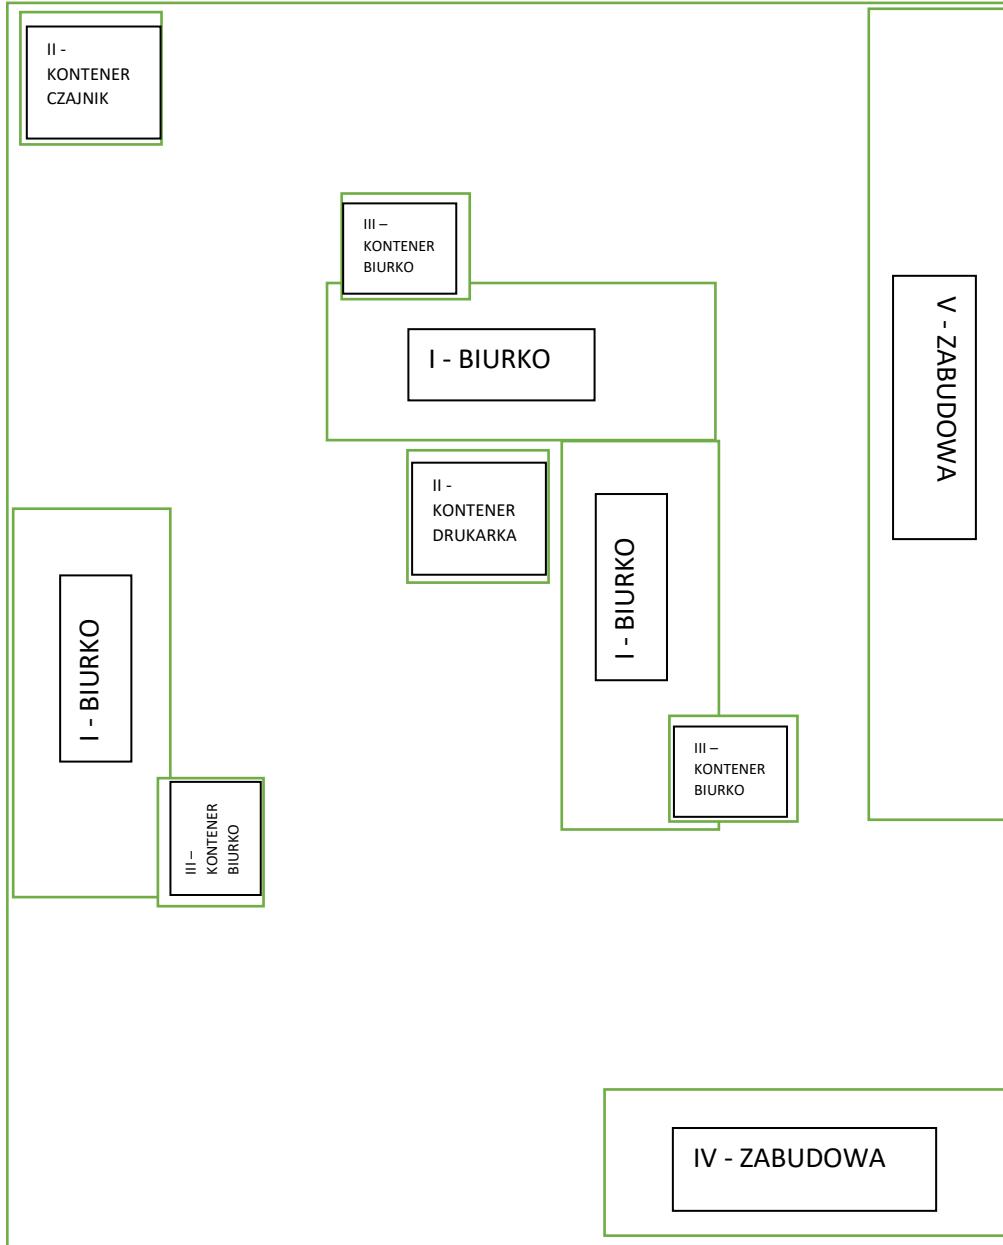 II -
KONTENER
CZAJNIK
III –
KONTENER
BIURKO
I - BIURKO
V - ZABUDOWA
II -
KONTENER
DRUKARKA
I - BIURKO
I - BIURKO
III –
KONTENER
BIURKO
III –
KONTENER
BIURKO
IV - ZABUDOWA